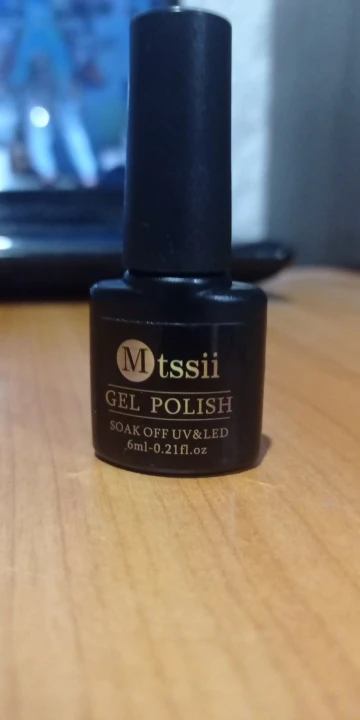 Mtssii
GEL POLISH
SOAK OFF UV&LED
6ml-0.21fl.oz